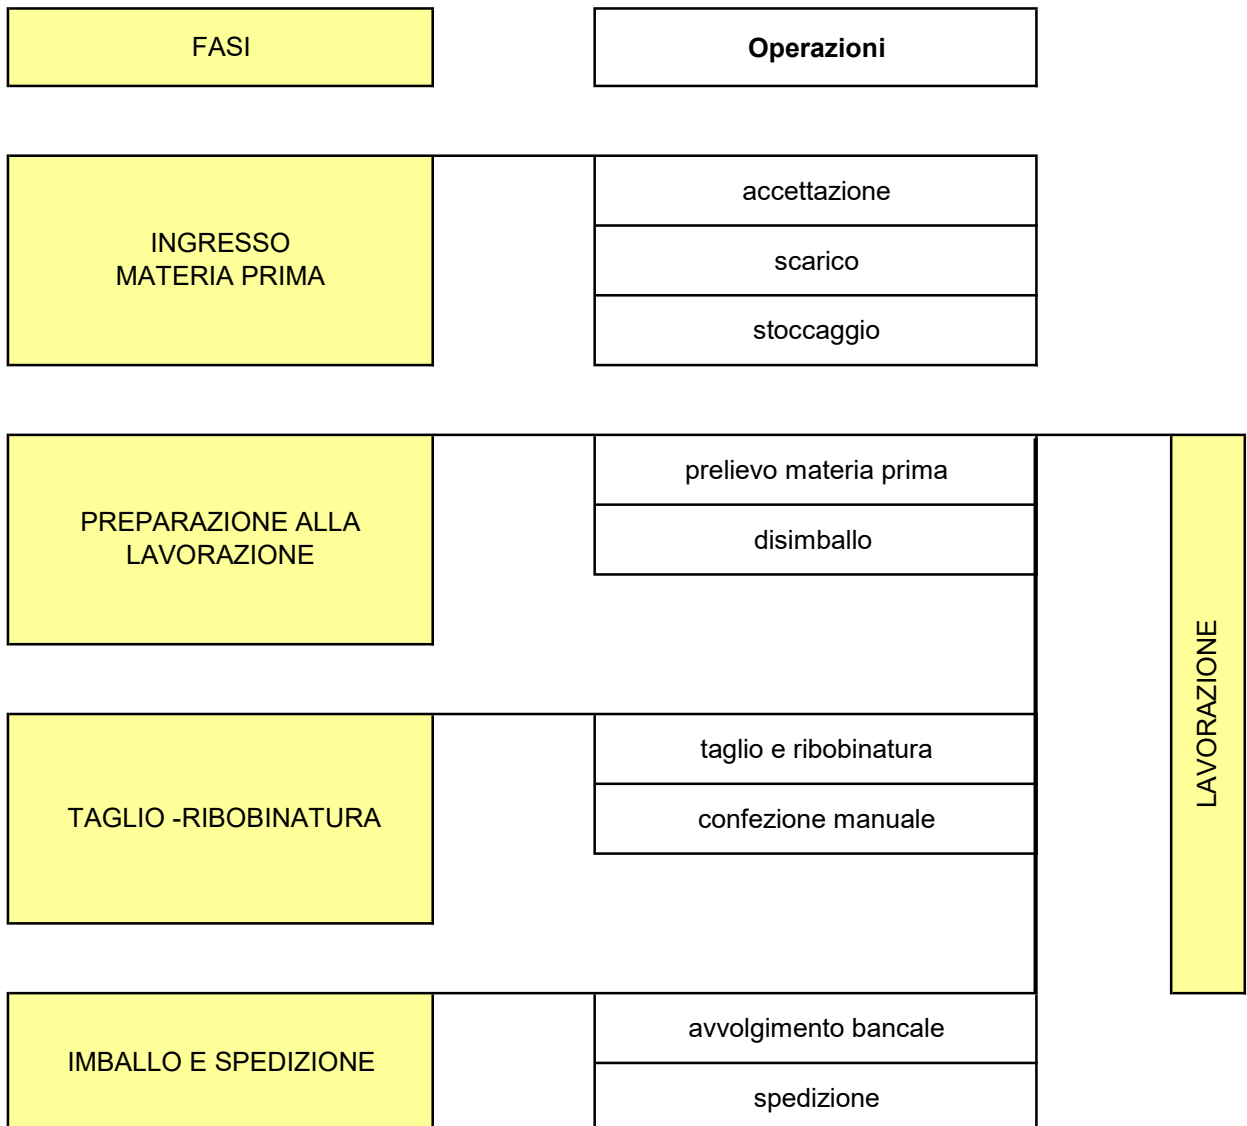 FASI
Operazioni
INGRESSO
MATERIA PRIMA
accettazione
scarico
stoccaggio
PREPARAZIONE ALLA
LAVORAZIONE
prelievo materia prima
disimballo
TAGLIO -RIBOBINATURA
taglio e ribobinatura
confezione manuale
LAVORAZIONE
IMBALLO E SPEDIZIONE
avvolgimento bancale
spedizione